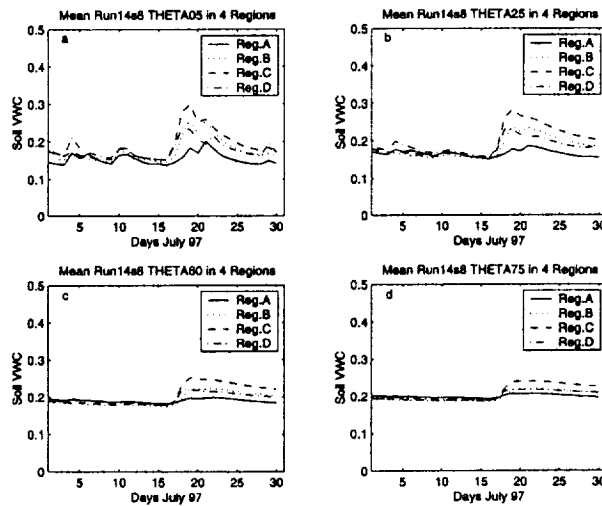 Mean Run14s8 THETA05 in 4 Regions
a
Reg.A
Reg.B
Reg.C
Reg.D
Soil VWC
0.5
0.4
0.3
0.2
0.1
0
5 10 15 20 25 30
Days July 97
Mean Run14s8 THETA25 in 4 Regions
b
Reg.A
Reg.B
Reg.C
Reg.D
Soil VWC
0.5
0.4
0.3
0.2
0.1
0
5 10 15 20 25 30
Days July 97
Mean Run14s8 THETA60 in 4 Regions
c
Reg.A
Reg.B
Reg.C
Reg.D
Soil VWC
0.5
0.4
0.3
0.2
0.1
0
5 10 15 20 25 30
Days July 97
Mean Run14s8 THETA75 in 4 Regions
d
Reg.A
Reg.B
Reg.C
Reg.D
Soil VWC
0.5
0.4
0.3
0.2
0.1
0
5 10 15 20 25 30
Days July 97